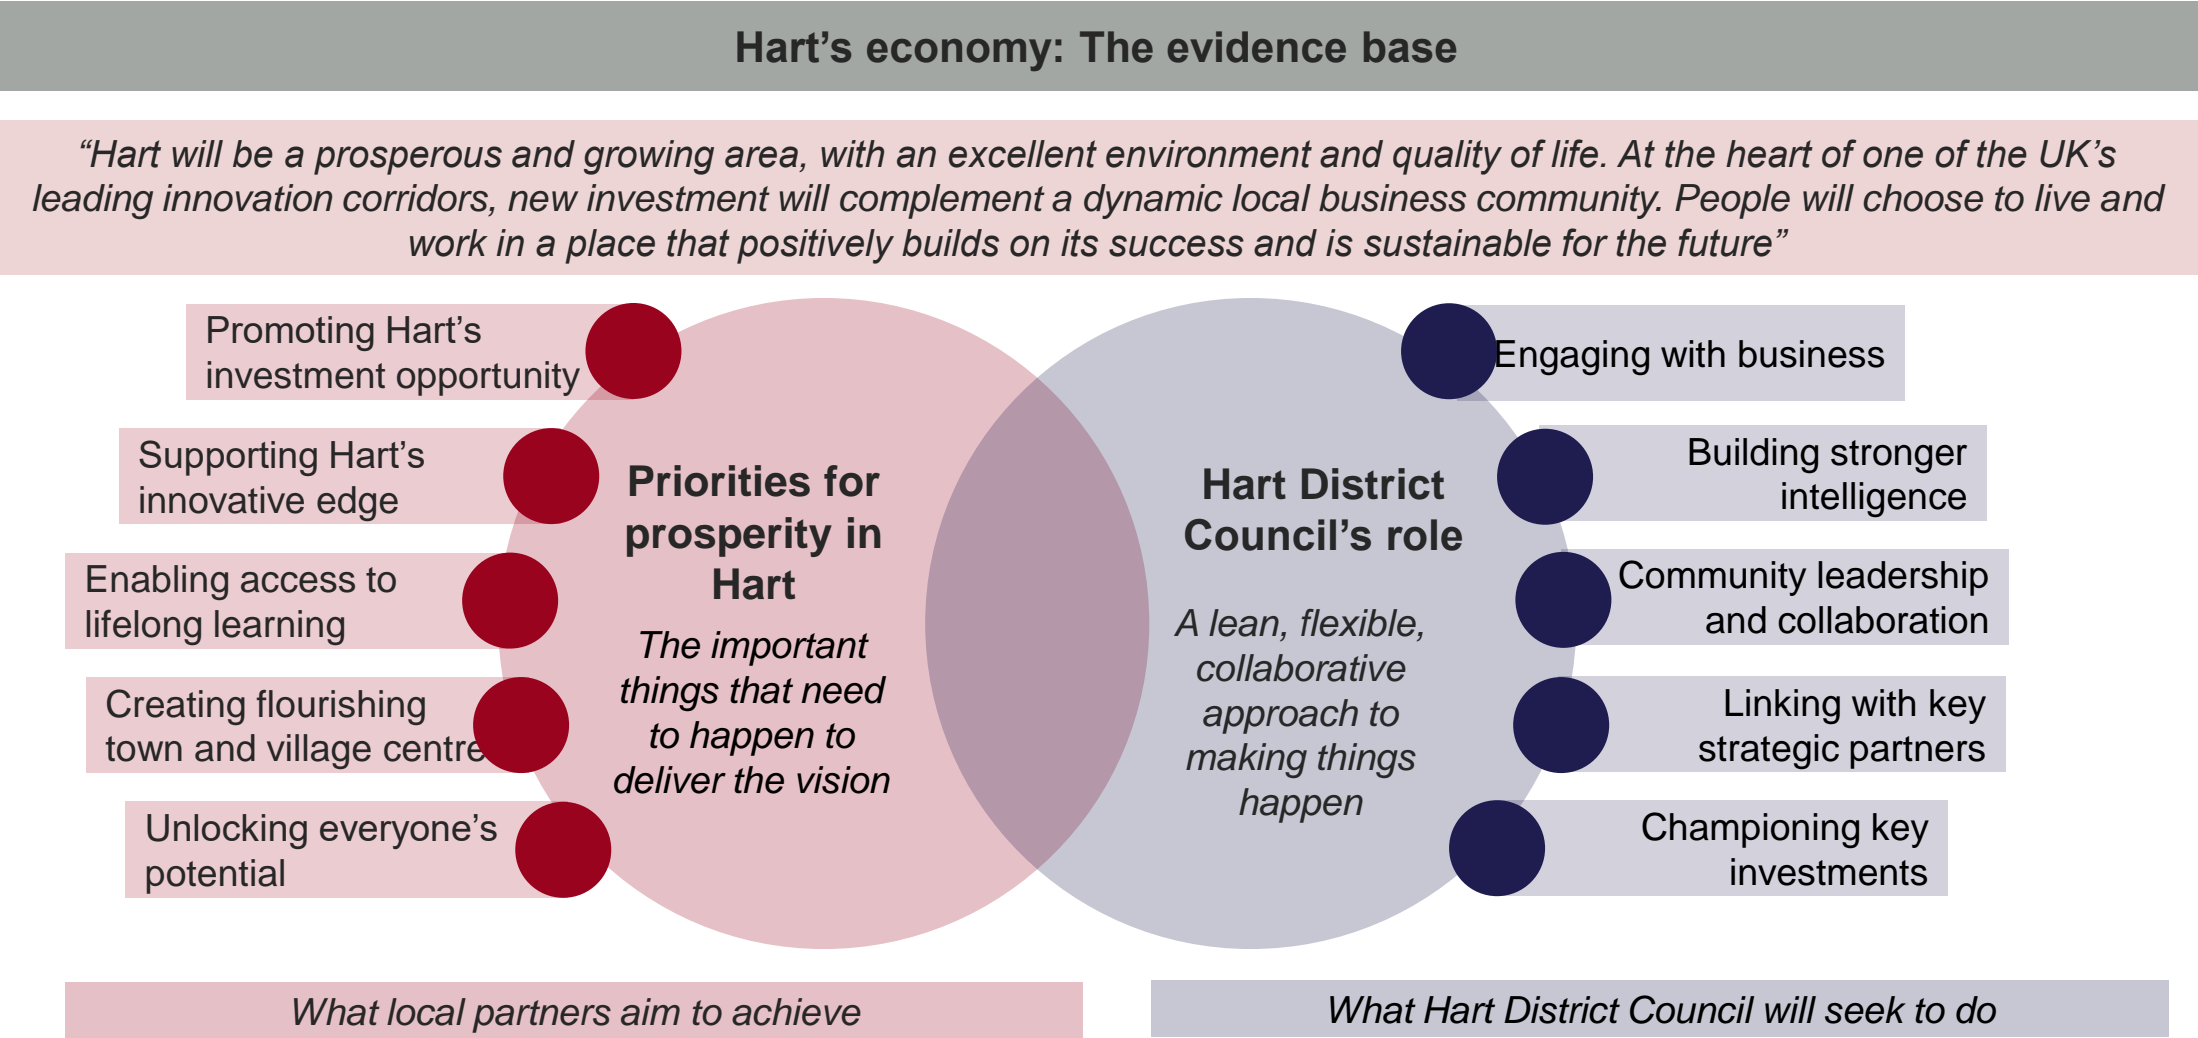 Hart’s economy: The evidence base
“Hart will be a prosperous and growing area, with an excellent environment and quality of life. At the heart of one of the UK’s
leading innovation corridors, new investment will complement a dynamic local business community. People will choose to live and
work in a place that positively builds on its success and is sustainable for the future”
Promoting Hart’s
investment opportunity
Supporting Hart’s
innovative edge
Enabling access to
lifelong learning
Creating flourishing
town and village centre
Unlocking everyone’s
potential
Priorities for
prosperity in
Hart
The important
things that need
to happen to
deliver the vision
Hart District
Council’s role
A lean, flexible,
collaborative
approach to
making things
happen
Engaging with business
Building stronger
intelligence
Community leadership
and collaboration
Linking with key
strategic partners
Championing key
investments
What local partners aim to achieve
What Hart District Council will seek to do